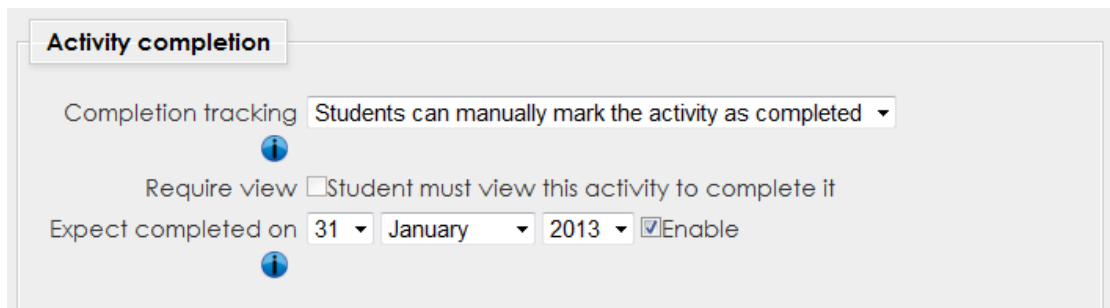 Activity completion
Completion tracking Students can manually mark the activity as completed
Require view Student must view this activity to complete it
Expect completed on 31 January 2013 Enable